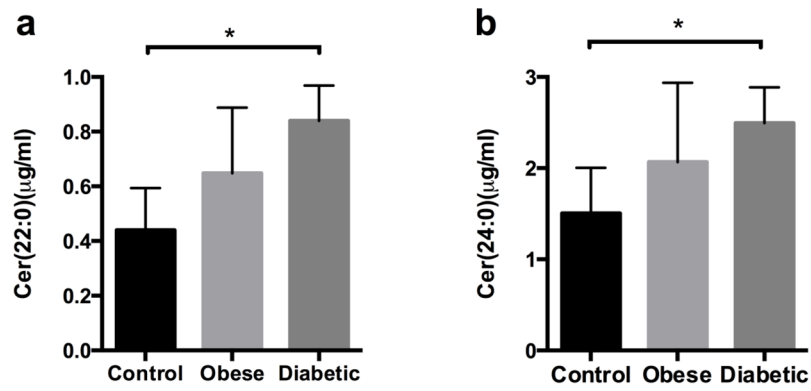 a
*
1.0
0.8
0.6
0.4
0.2
0.0
Cer(22:0)(μg/ml)
Control Obese Diabetic
b
*
3
2
1
0
Cer(24:0)(μg/ml)
Control Obese Diabetic